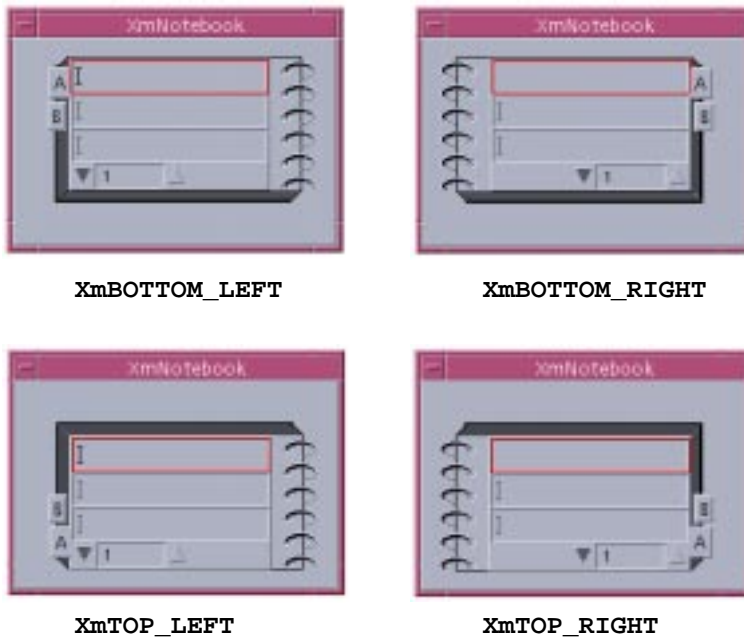 XmNotebook
A
B
1
XmBOTTOM_LEFT
XmNotebook
A
B
1
XmBOTTOM_RIGHT
XmNotebook
B
A
1
XmTOP_LEFT
XmNotebook
B
A
1
XmTOP_RIGHT